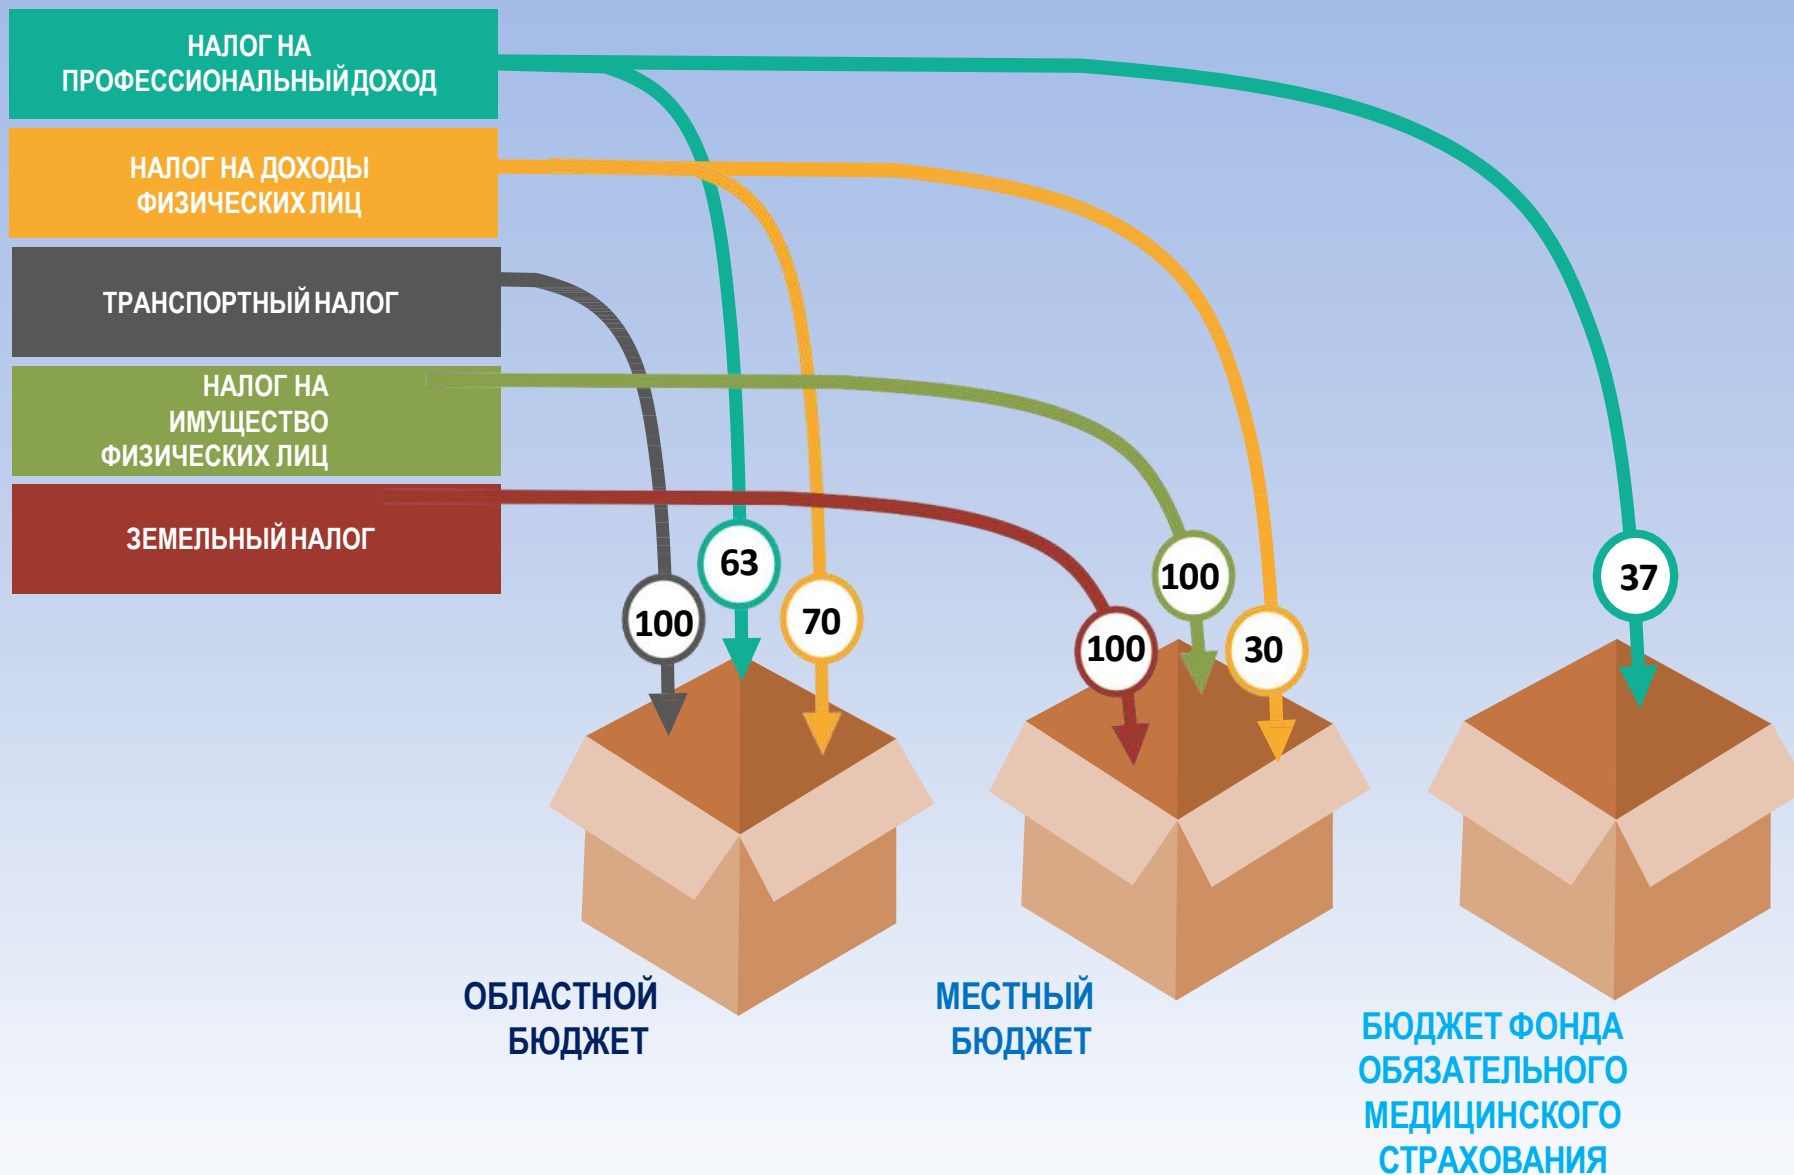 НАЛОГ НА
ПРОФЕССИОНАЛЬНЫЙ ДОХОД
НАЛОГ НА ДОХОДЫ
ФИЗИЧЕСКИХ ЛИЦ
ТРАНСПОРТНЫЙ НАЛОГ
НАЛОГ НА
ИМУЩЕСТВО
ФИЗИЧЕСКИХ ЛИЦ
ЗЕМЕЛЬНЫЙ НАЛОГ
100
63
70
100
100
30
37
ОБЛАСТНОЙ
БЮДЖЕТ
МЕСТНЫЙ
БЮДЖЕТ
БЮДЖЕТ ФОНДА
ОБЯЗАТЕЛЬНОГО
МЕДИЦИНСКОГО
СТРАХОВАНИЯ